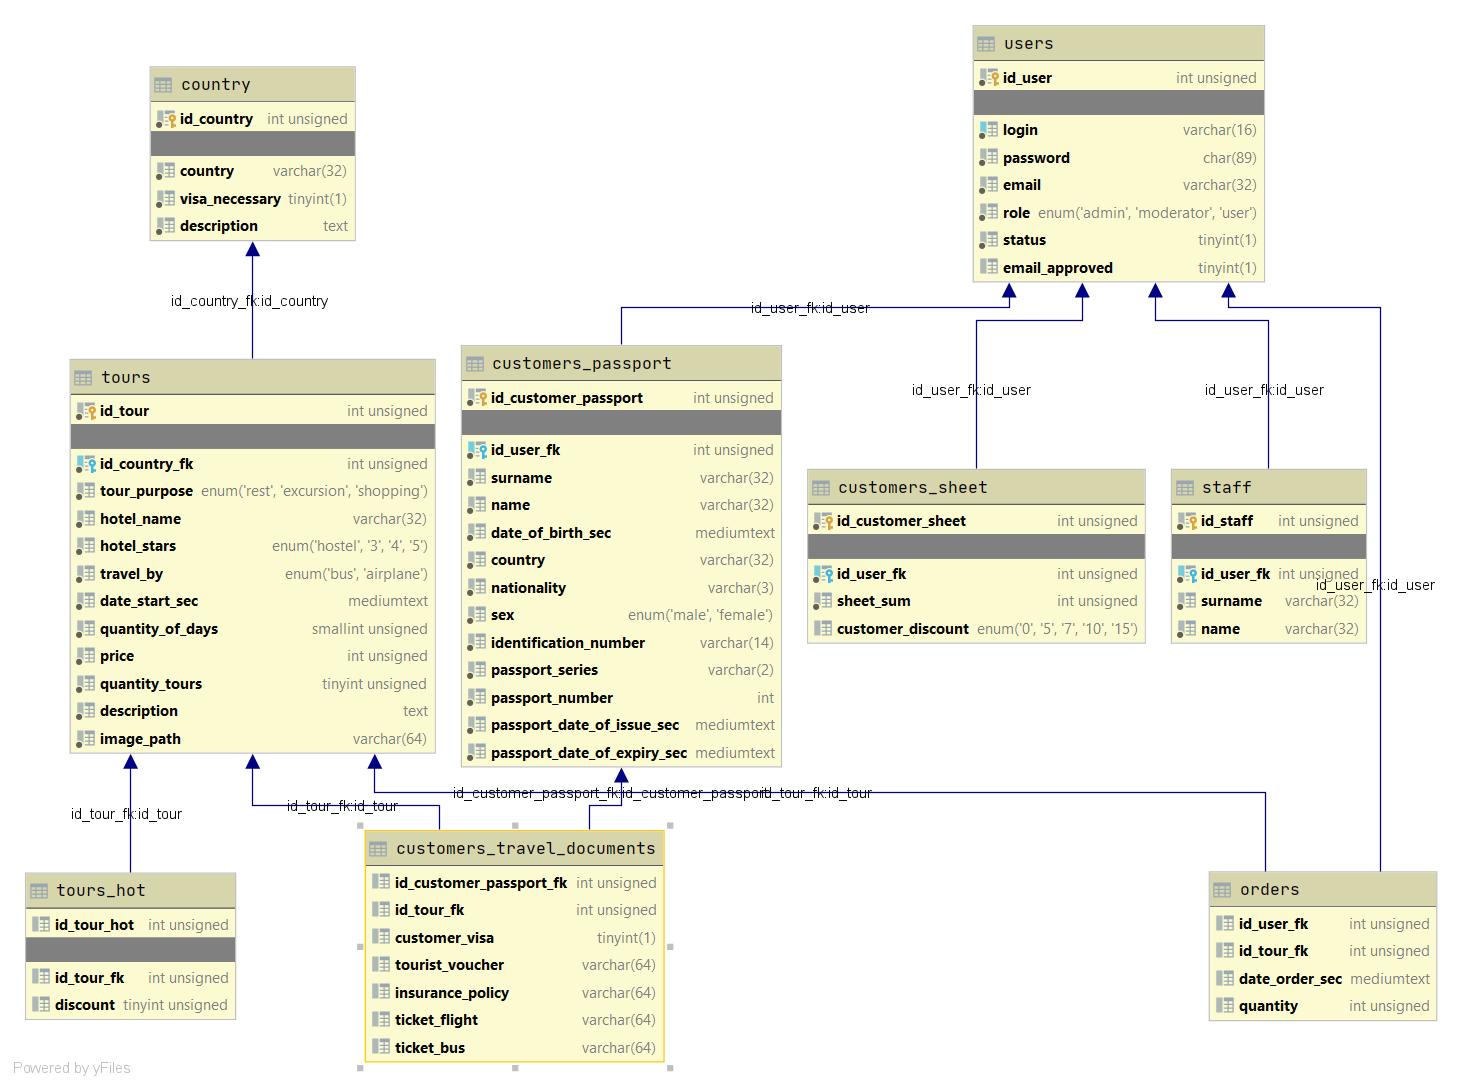 country
id_country int unsigned
country varchar(32)
visa_necessary tinyint(1)
description text
users
id_user int unsigned
login varchar(16)
password char(89)
email varchar(32)
role enum('admin', 'moderator', 'user')
status tinyint(1)
email_approved tinyint(1)
id_country_fk:id_country
id_user_fk:id_user
id_user_fk:id_user
id_user_fk:id_user
id_user_fk:id_user
tours
id_tour int unsigned
id_country_fk int unsigned
tour_purpose enum('rest', 'excursion', 'shopping')
hotel_name varchar(32)
hotel_stars enum('hostel', '3', '4', '5')
travel_by enum('bus', 'airplane')
date_start_sec mediumtext
quantity_of_days smallint unsigned
price int unsigned
quantity_tours tinyint unsigned
description text
image_path varchar(64)
customers_passport
id_customer_passport int unsigned
id_user_fk int unsigned
surname varchar(32)
name varchar(32)
date_of_birth_sec mediumtext
country varchar(32)
nationality varchar(3)
sex enum('male', 'female')
identification_number varchar(14)
passport_series varchar(2)
passport_number int
passport_date_of_issue_sec mediumtext
passport_date_of_expiry_sec mediumtext
customers_sheet
id_customer_sheet int unsigned
id_user_fk int unsigned
sheet_sum int unsigned
customer_discount enum('0', '5', '7', '10', '15')
staff
id_staff int unsigned
id_user_fk int unsigned
surname varchar(32)
name varchar(32)
id_tour_fk:id_tour
id_tour_fk:id_tour
id_customer_passport_fk:id_customer_passport
id_tour_fk:id_tour
tours_hot
id_tour_hot int unsigned
id_tour_fk int unsigned
discount tinyint unsigned
customers_travel_documents
id_customer_passport_fk int unsigned
id_tour_fk int unsigned
customer_visa tinyint(1)
tourist_voucher varchar(64)
insurance_policy varchar(64)
ticket_flight varchar(64)
ticket_bus varchar(64)
orders
id_user_fk int unsigned
id_tour_fk int unsigned
date_order_sec mediumtext
quantity int unsigned
Powered by yFiles